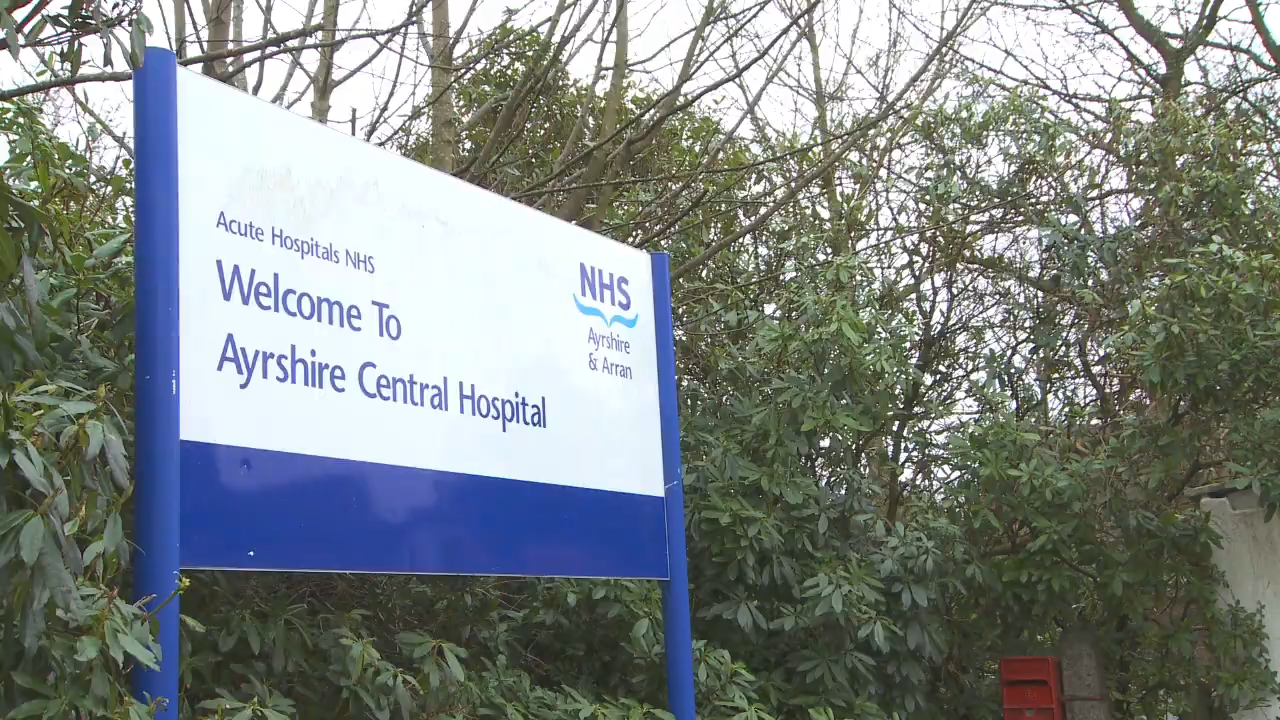 Acute Hospitals NHS
Welcome To
Ayrshire Central Hospital
NHS
Ayrshire
& Arran